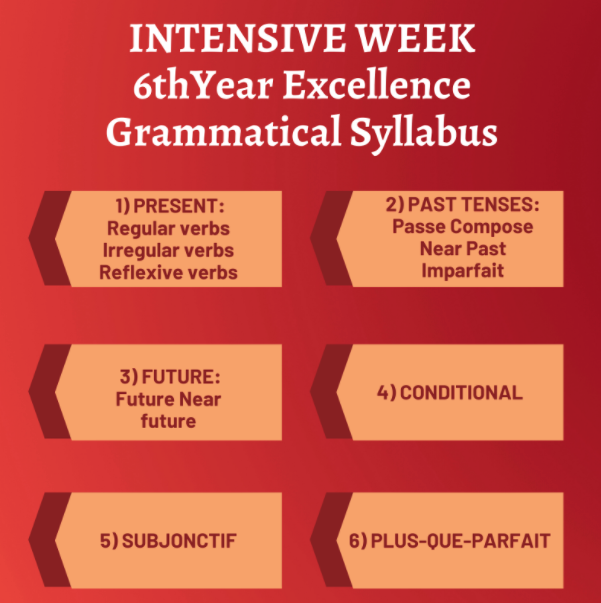 INTENSIVE WEEK
6thYear Excellence
Grammatical Syllabus
1) PRESENT:
Regular verbs
Irregular verbs
Reflexive verbs
2) PAST TENSES:
Passe Compose
Near Past
Imparfait
3) FUTURE:
Future Near
future
4) CONDITIONAL
5) SUBJONCTIF
6) PLUS-QUE-PARFAIT